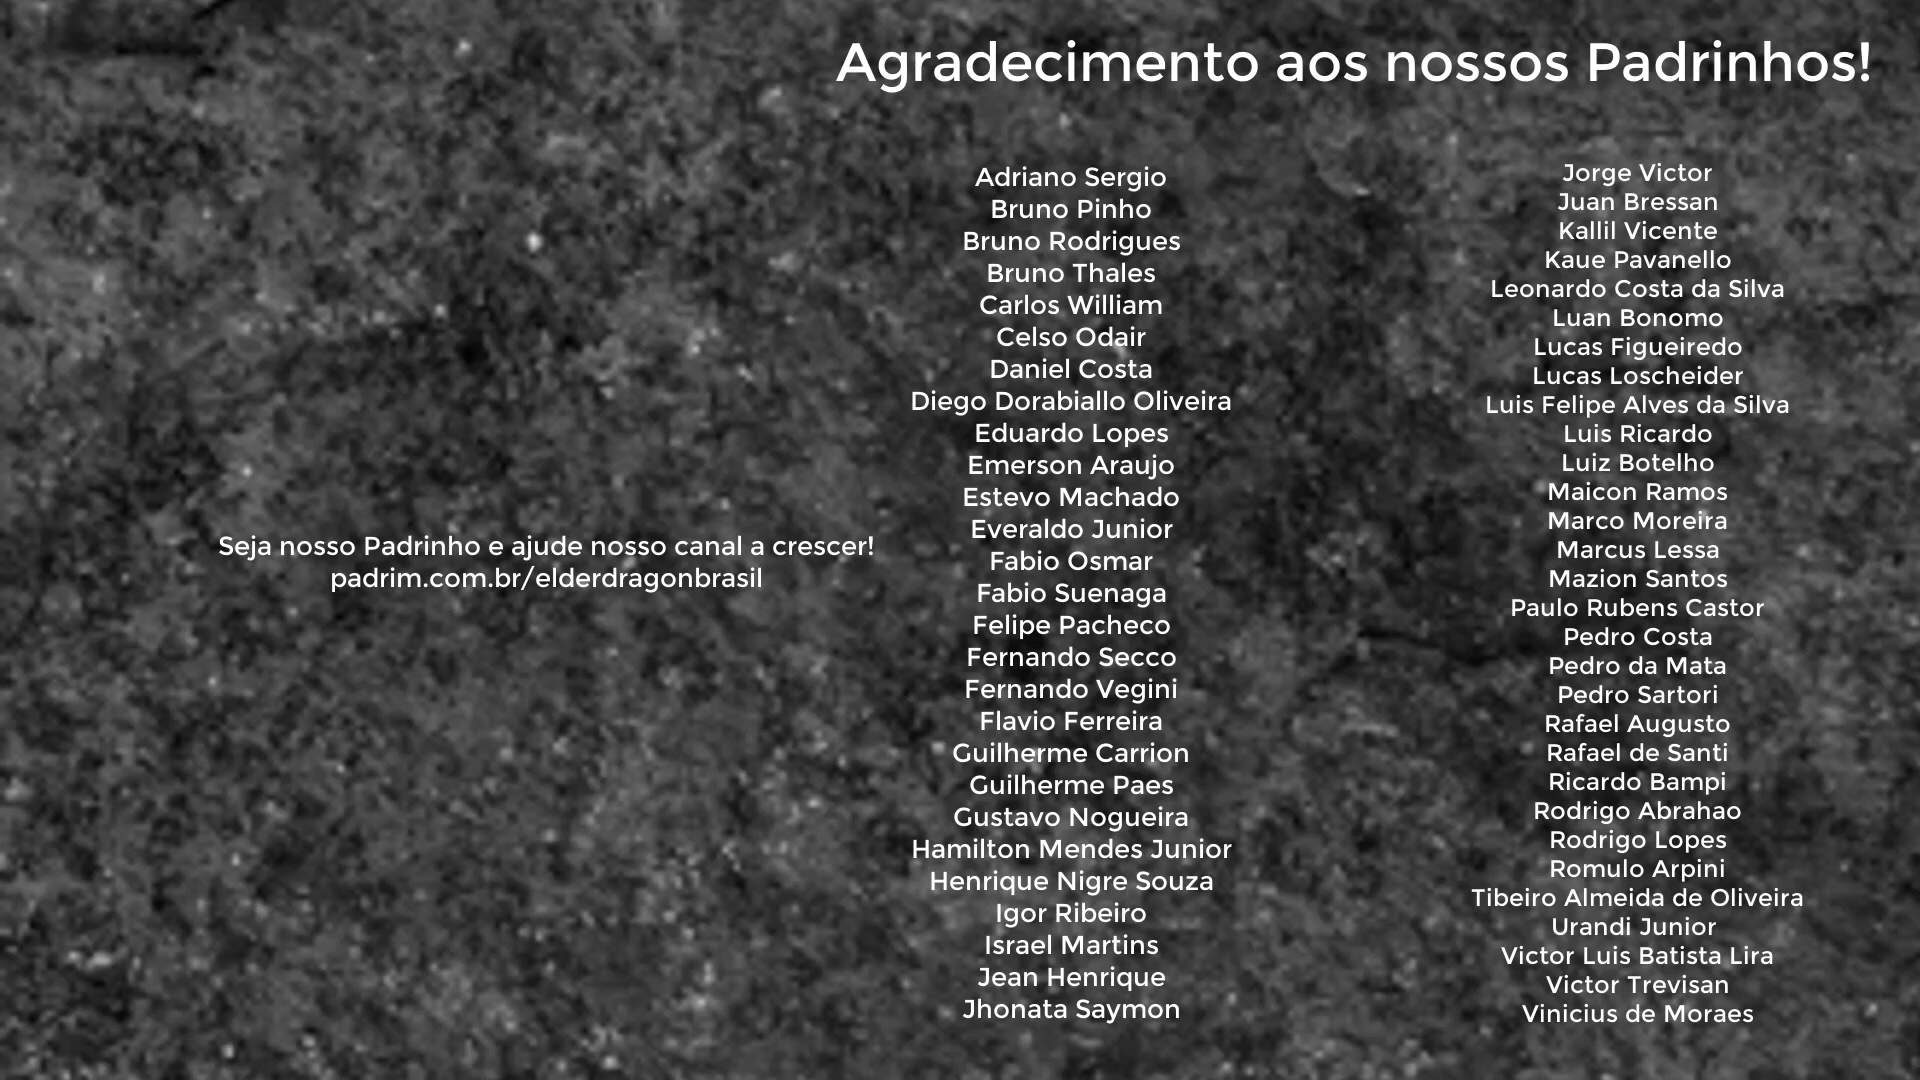 Agradecimento aos nossos Padrinhos!
Seja nosso Padrinho e ajude nosso canal a crescer!
padrim.com.br/elderdragonbrasil
Adriano Sergio
Bruno Pinho
Bruno Rodrigues
Bruno Thales
Carlos William
Celso Odair
Daniel Costa
Diego Dorabiallo Oliveira
Eduardo Lopes
Emerson Araujo
Estevo Machado
Everaldo Junior
Fabio Osmar
Fabio Suenaga
Felipe Pacheco
Fernando Secco
Fernando Vegini
Flavio Ferreira
Guilherme Carrion
Guilherme Paes
Gustavo Nogueira
Hamilton Mendes Junior
Henrique Nigre Souza
Igor Ribeiro
Israel Martins
Jean Henrique
Jhonata Saymon
Jorge Victor
Juan Bressan
Kallil Vicente
Kaue Pavanello
Leonardo Costa da Silva
Luan Bonomo
Lucas Figueiredo
Lucas Loscheider
Luis Felipe Alves da Silva
Luis Ricardo
Luiz Botelho
Maicon Ramos
Marco Moreira
Marcus Lessa
Mazion Santos
Paulo Rubens Castor
Pedro Costa
Pedro da Mata
Pedro Sartori
Rafael Augusto
Rafael de Santi
Ricardo Bampi
Rodrigo Abrahao
Rodrigo Lopes
Romulo Arpini
Tibeiro Almeida de Oliveira
Urandi Junior
Victor Luis Batista Lira
Victor Trevisan
Vinicius de Moraes